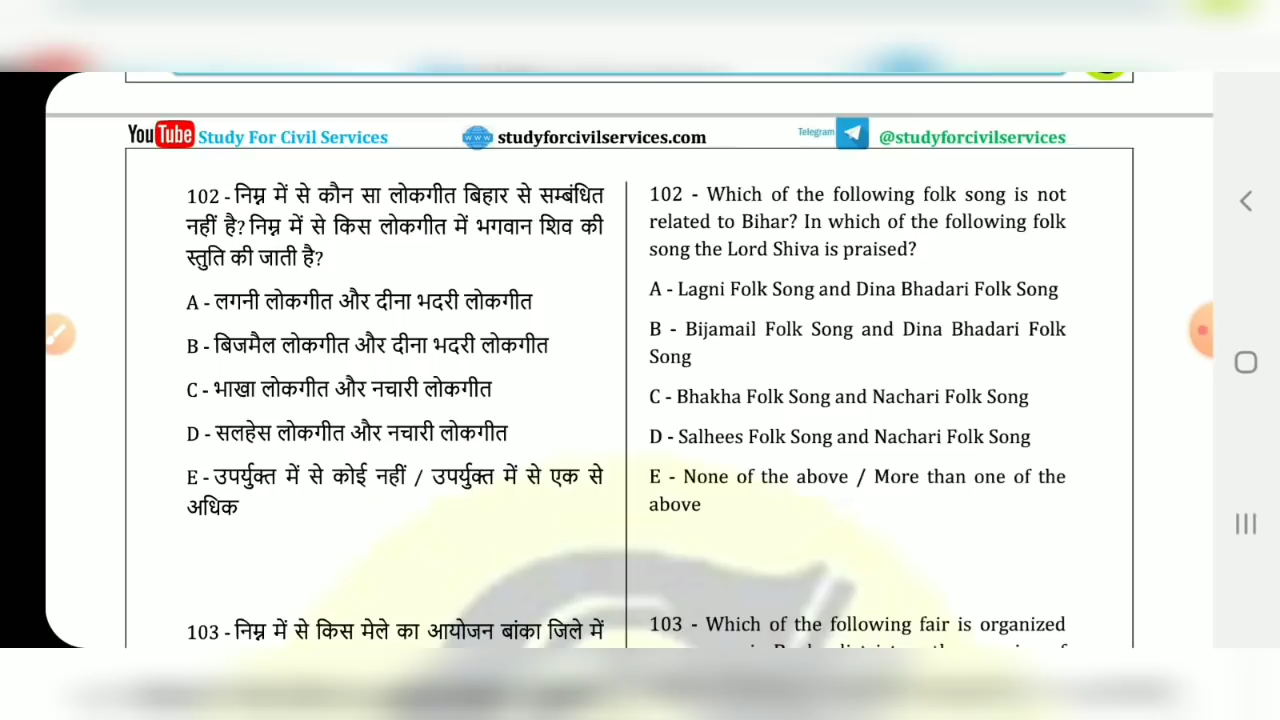 YouTube Study For Civil Services
studyforcivilservices.com
Telegram @studyforcivilservices
102 - निम्न में से कौन सा लोकगीत बिहार से सम्बंधित
नहीं है? निम्न में से किस लोकगीत में भगवान शिव की
स्तुति की जाती है?
A - लगनी लोकगीत और दीना भदरी लोकगीत
B - बिजमैल लोकगीत और दीना भदरी लोकगीत
C - भाखा लोकगीत और नचारी लोकगीत
D - सलहेस लोकगीत और नचारी लोकगीत
E - उपर्युक्त में से कोई नहीं / उपर्युक्त में से एक से
अधिक
103 - निम्न में से किस मेले का आयोजन बांका जिले में
102 - Which of the following folk song is not
related to Bihar? In which of the following folk
song the Lord Shiva is praised?
A - Lagni Folk Song and Dina Bhadari Folk Song
B - Bijamail Folk Song and Dina Bhadari Folk
Song
C - Bhakha Folk Song and Nachari Folk Song
D - Salhees Folk Song and Nachari Folk Song
E - None of the above / More than one of the
above
103 - Which of the following fair is organized